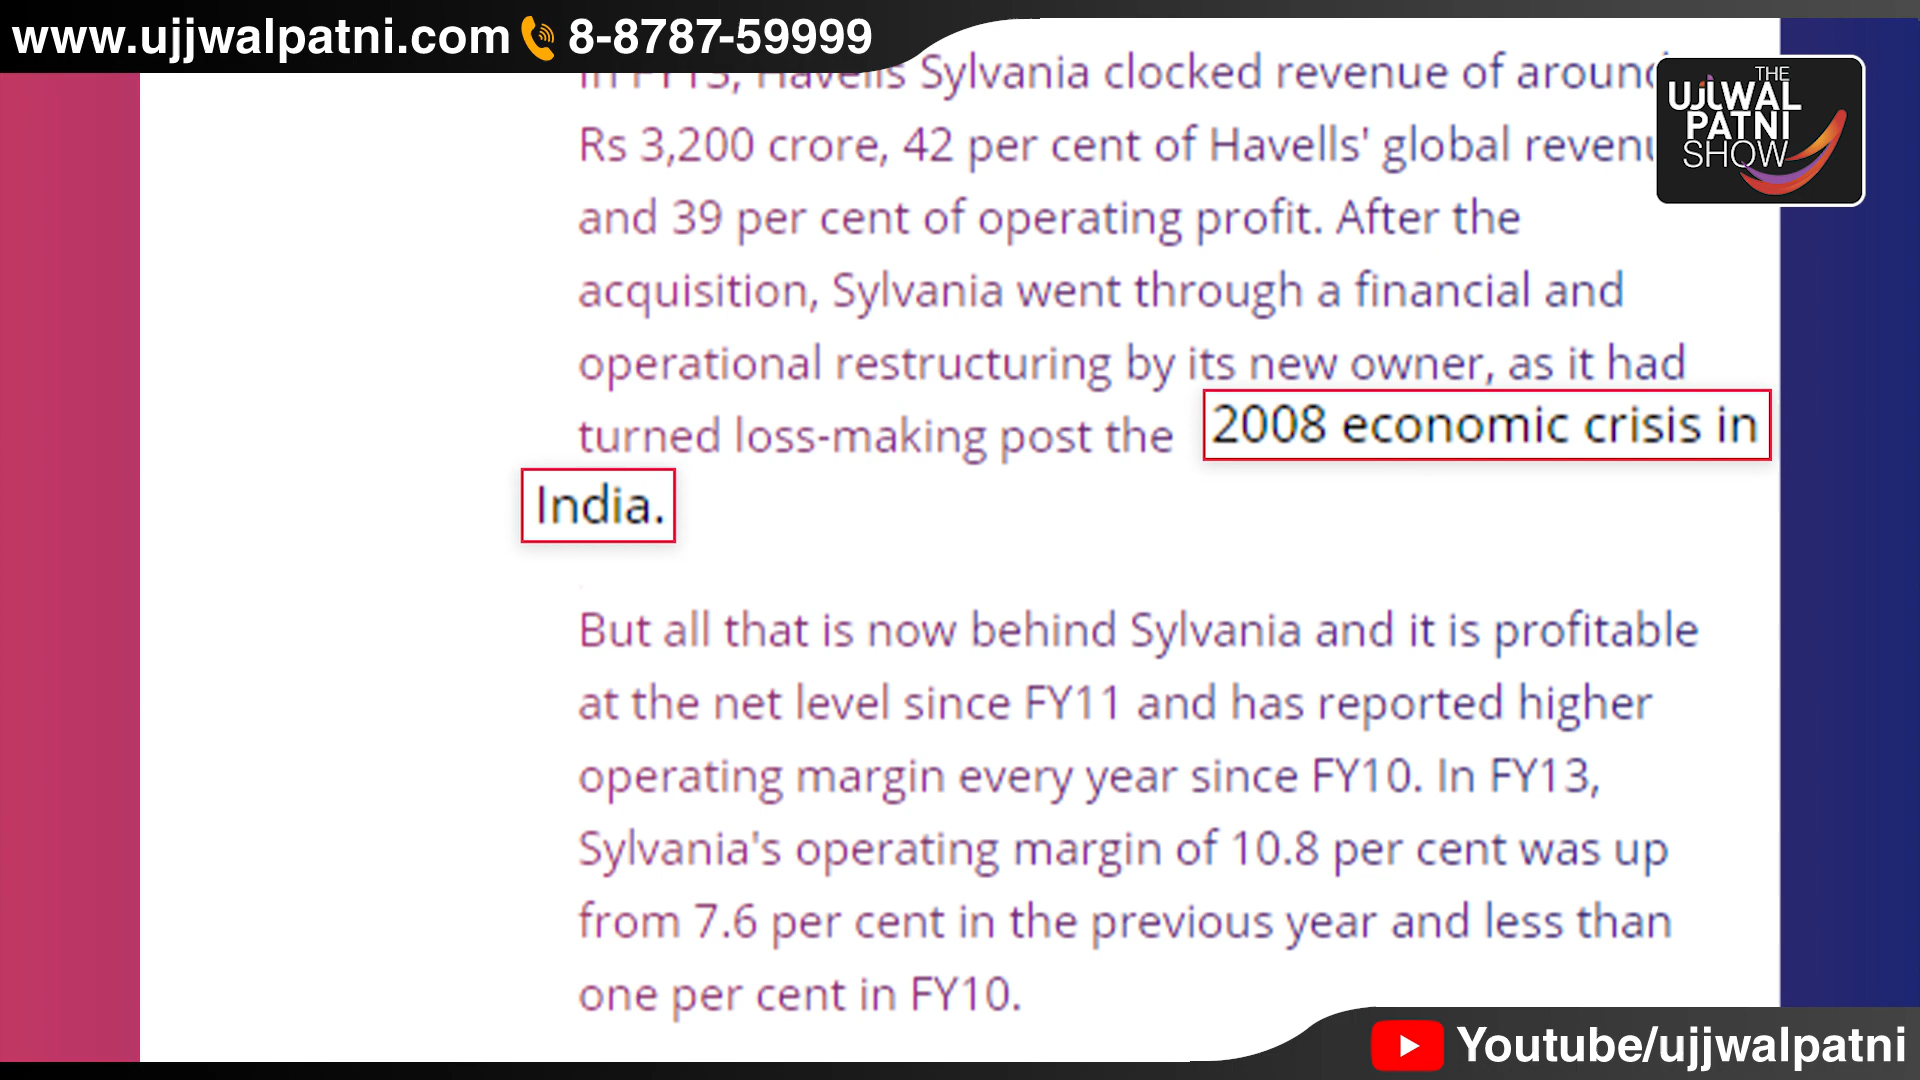 www.ujjwalpatni.com 8-8787-59999
In FY13, Havells Sylvania clocked revenue of around
Rs 3,200 crore, 42 per cent of Havells' global revenu
and 39 per cent of operating profit. After the
acquisition, Sylvania went through a financial and
operational restructuring by its new owner, as it had
turned loss-making post the 2008 economic crisis in
India.
But all that is now behind Sylvania and it is profitable
at the net level since FY11 and has reported higher
operating margin every year since FY10. In FY13,
Sylvania's operating margin of 10.8 per cent was up
from 7.6 per cent in the previous year and less than
one per cent in FY10.
THE
UJJWAL
PATNI
SHOW
Youtube/ujjwalpatni